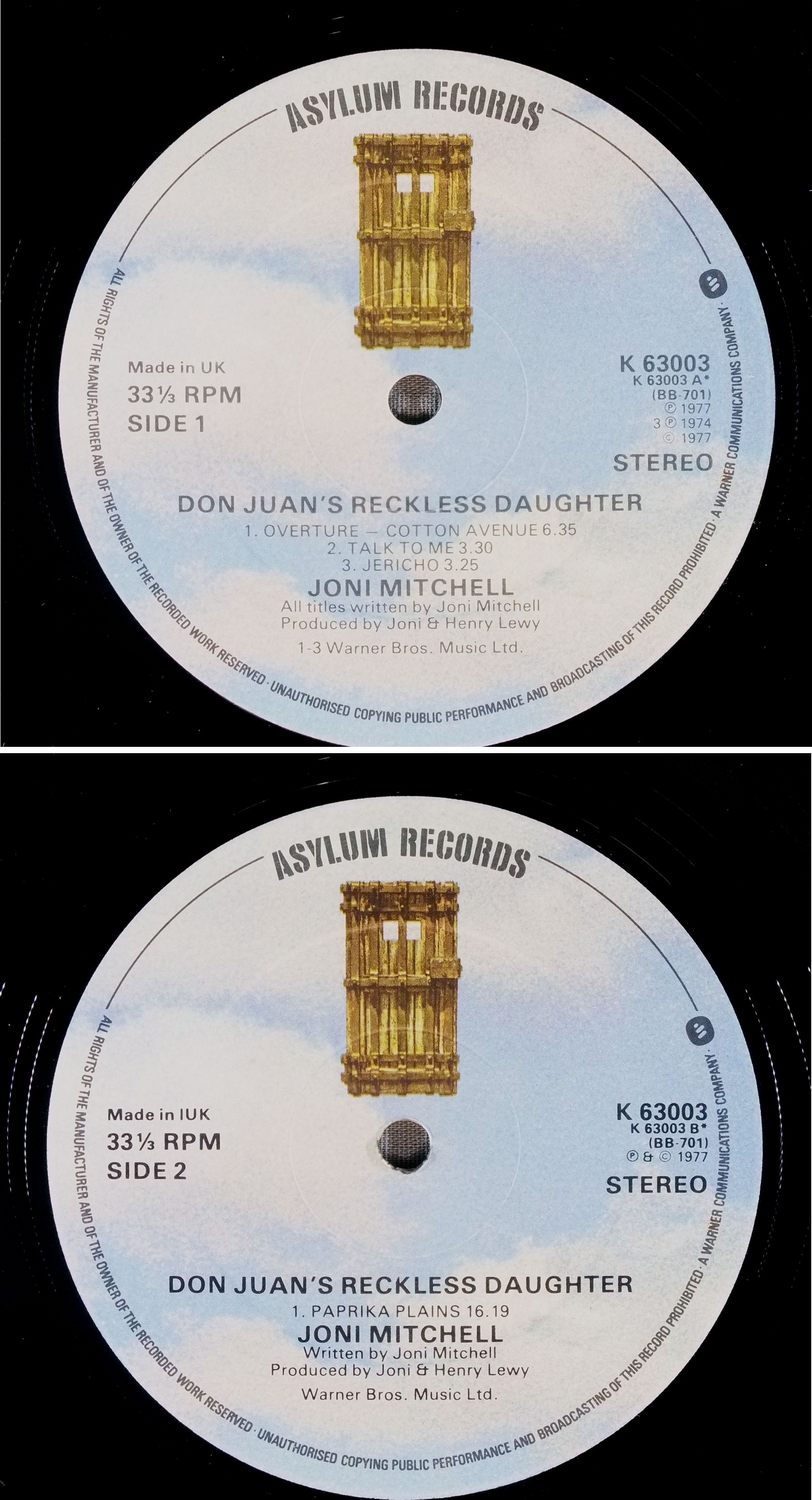 ASYLUM RECORDS
Made in UK
33⅓ RPM
SIDE 1
K 63003
K 63003 A*
(BB-701)
℗ 1977
3 ℗ 1974
© 1977
STEREO
DON JUAN'S RECKLESS DAUGHTER
1. OVERTURE — COTTON AVENUE 6.35
2. TALK TO ME 3.30
3. JERICHO 3.25
JONI MITCHELL
All titles written by Joni Mitchell
Produced by Joni & Henry Lewy
1-3 Warner Bros. Music Ltd.
ALL RIGHTS OF THE MANUFACTURER AND OF THE OWNER OF THE RECORDED WORK RESERVED · UNAUTHORISED COPYING PUBLIC PERFORMANCE AND BROADCASTING OF THIS RECORD PROHIBITED · A WARNER COMMUNICATIONS COMPANY ·
ASYLUM RECORDS
Made in IUK
33⅓ RPM
SIDE 2
K 63003
K 63003 B*
(BB-701)
℗ & © 1977
STEREO
DON JUAN'S RECKLESS DAUGHTER
1. PAPRIKA PLAINS 16.19
JONI MITCHELL
Written by Joni Mitchell
Produced by Joni & Henry Lewy
Warner Bros. Music Ltd.
ALL RIGHTS OF THE MANUFACTURER AND OF THE OWNER OF THE RECORDED WORK RESERVED · UNAUTHORISED COPYING PUBLIC PERFORMANCE AND BROADCASTING OF THIS RECORD PROHIBITED · A WARNER COMMUNICATIONS COMPANY ·